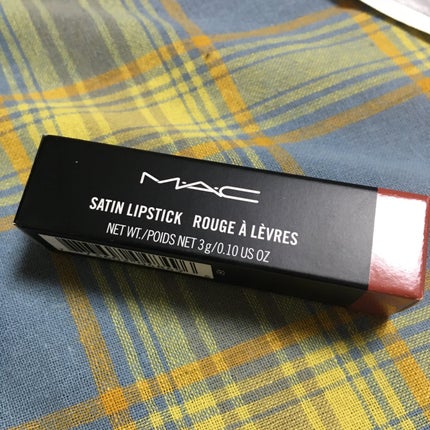 M·A·C
SATIN LIPSTICK ROUGE À LÈVRES
NET WT./POIDS NET 3 g/0.10 US OZ